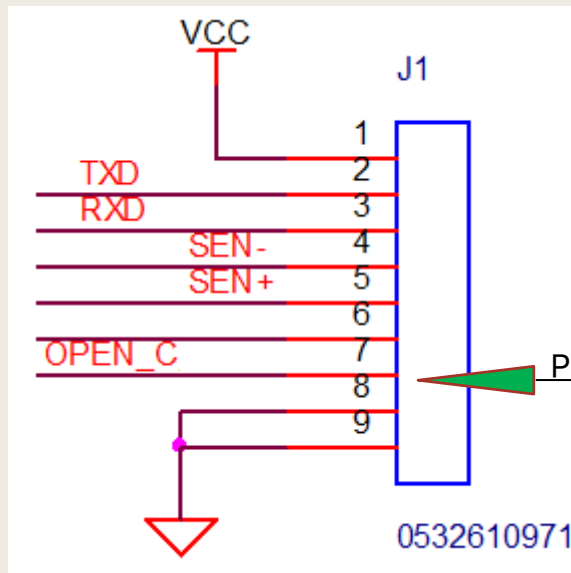 VCC
J1
1
2
TXD
3
RXD
4
SEN-
5
SEN+
6
7
OPEN_C
P
8
9
0532610971